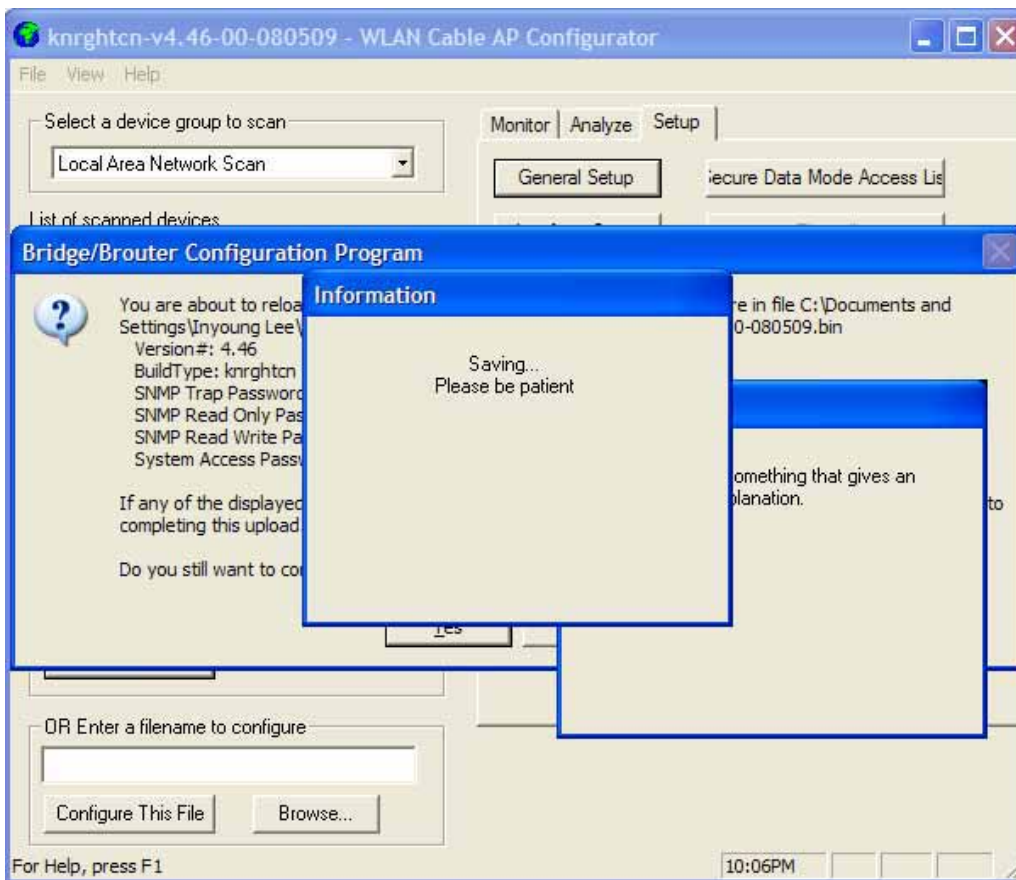 knrghtcn-v4.46-00-080509 - WLAN Cable AP Configurator
File View Help
Select a device group to scan
Local Area Network Scan
List of scanned devices
Monitor Analyze Setup
General Setup
ecure Data Mode Access Lis
Bridge/Brouter Configuration Program
You are about to reloa
re in file C:\Documents and
Settings\Inyoung Lee\
0-080509.bin
Version#: 4.46
BuildType: knrghtcn
SNMP Trap Password
SNMP Read Only Pas
SNMP Read Write Pa
System Access Passw
If any of the displayed
to
completing this upload
Do you still want to co
Yes
Information
Saving...
Please be patient
omething that gives an
planation.
OR Enter a filename to configure
Configure This File
Browse...
For Help, press F1
10:06PM